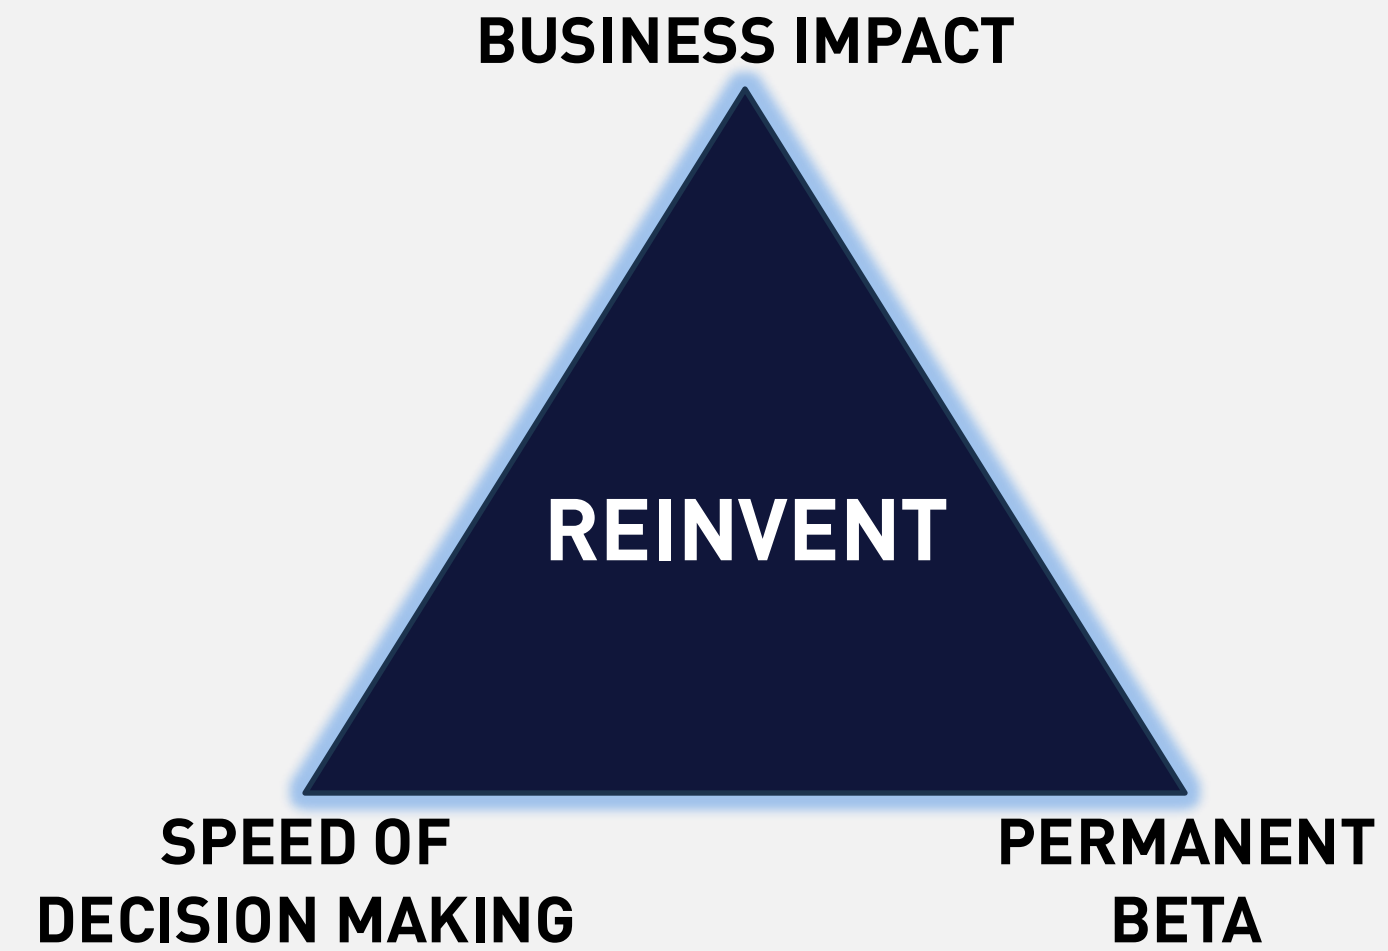 BUSINESS IMPACT
REINVENT
SPEED OF
DECISION MAKING
PERMANENT
BETA